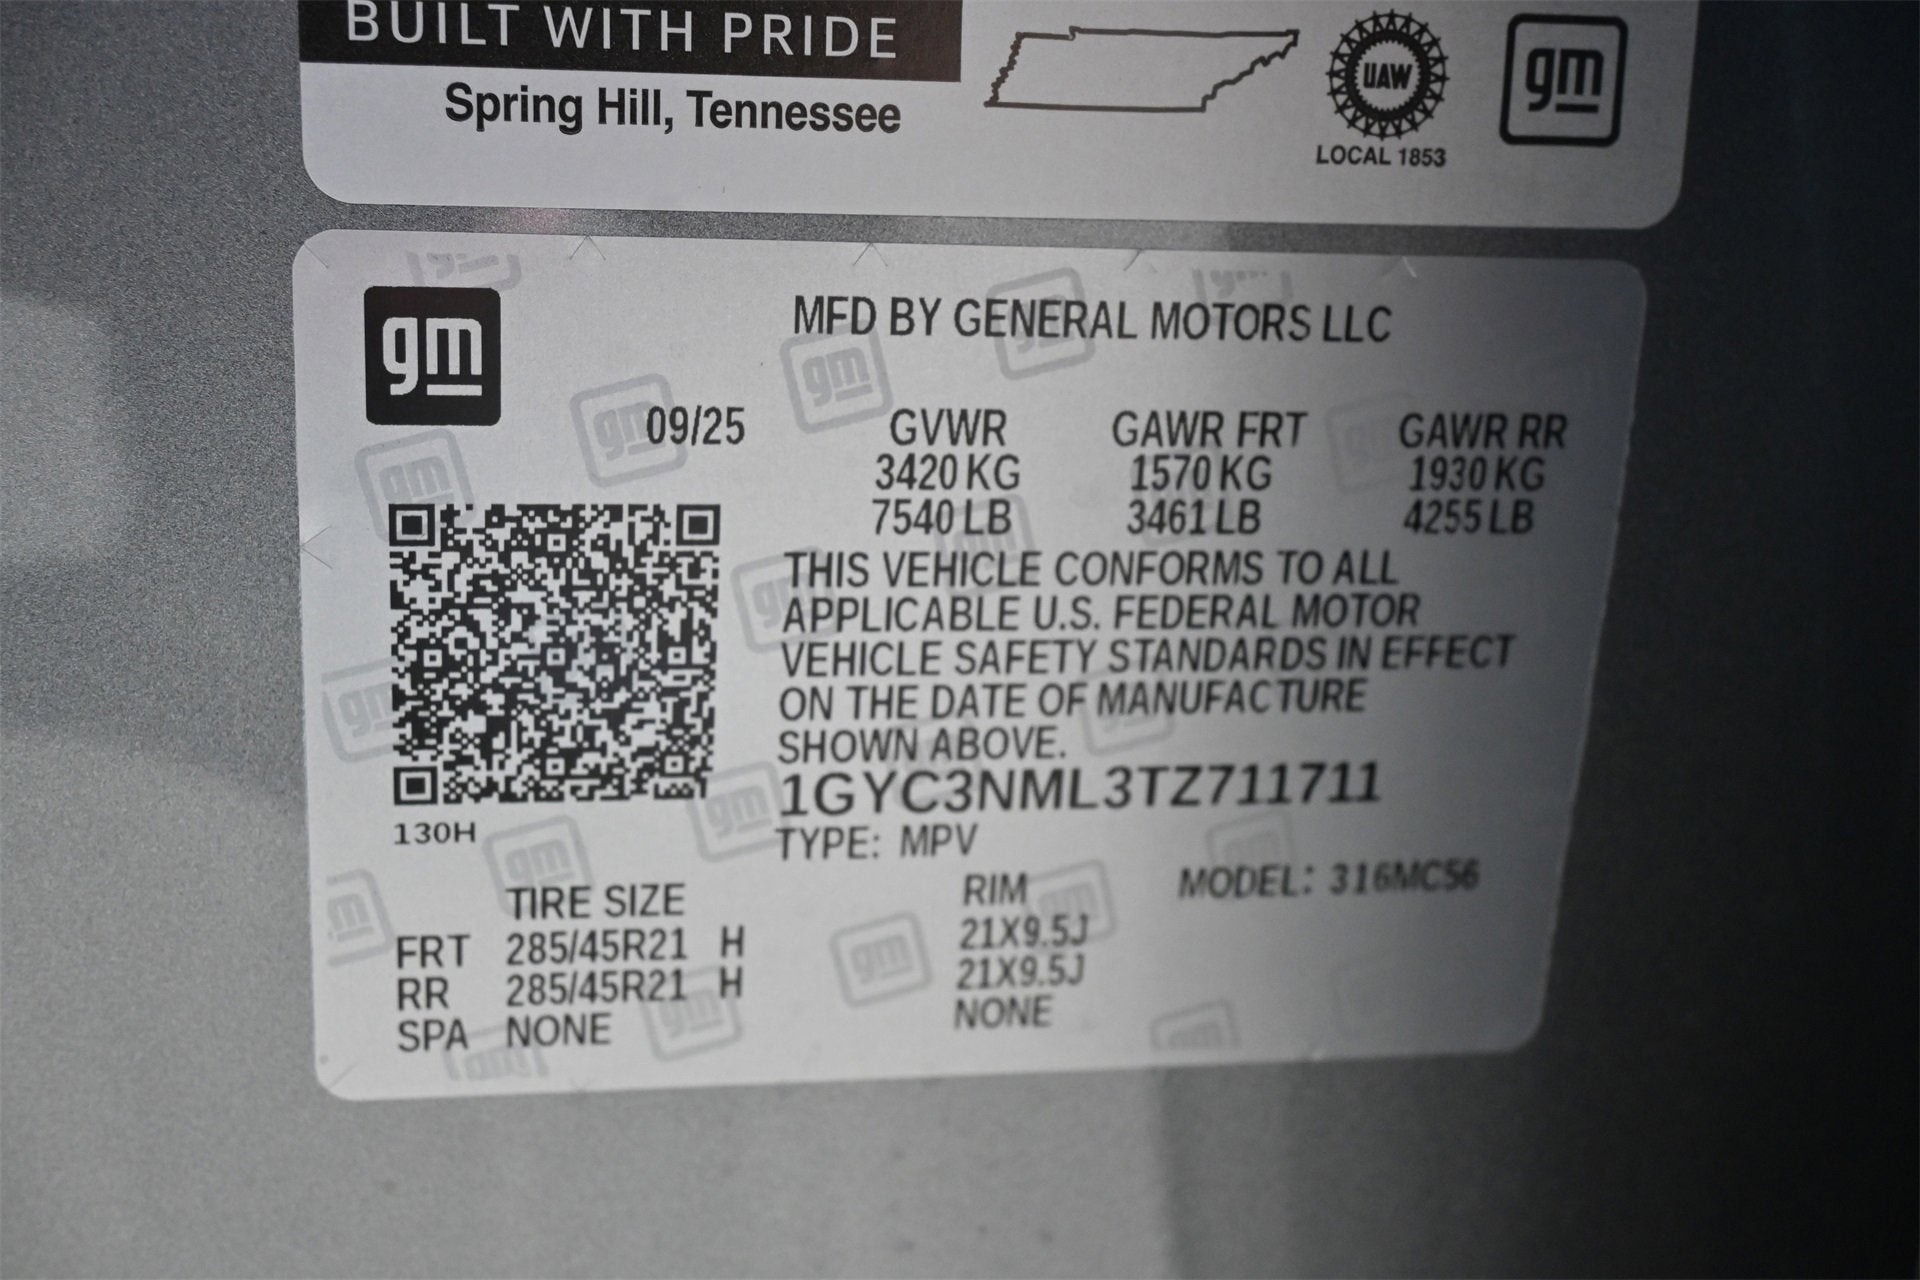 BUILT WITH PRIDE
Spring Hill, Tennessee
UAW
LOCAL 1853
gm
gm
MFD BY GENERAL MOTORS LLC
09/25
GVWR GAWR FRT GAWR RR
3420 KG 1570 KG 1930 KG
7540 LB 3461 LB 4255 LB
THIS VEHICLE CONFORMS TO ALL
APPLICABLE U.S. FEDERAL MOTOR
VEHICLE SAFETY STANDARDS IN EFFECT
ON THE DATE OF MANUFACTURE
SHOWN ABOVE.
1GYC3NML3TZ711711
130H
TYPE: MPV
TIRE SIZE RIM MODEL: 316MC56
FRT 285/45R21 H 21X9.5J
RR 285/45R21 H 21X9.5J
SPA NONE NONE